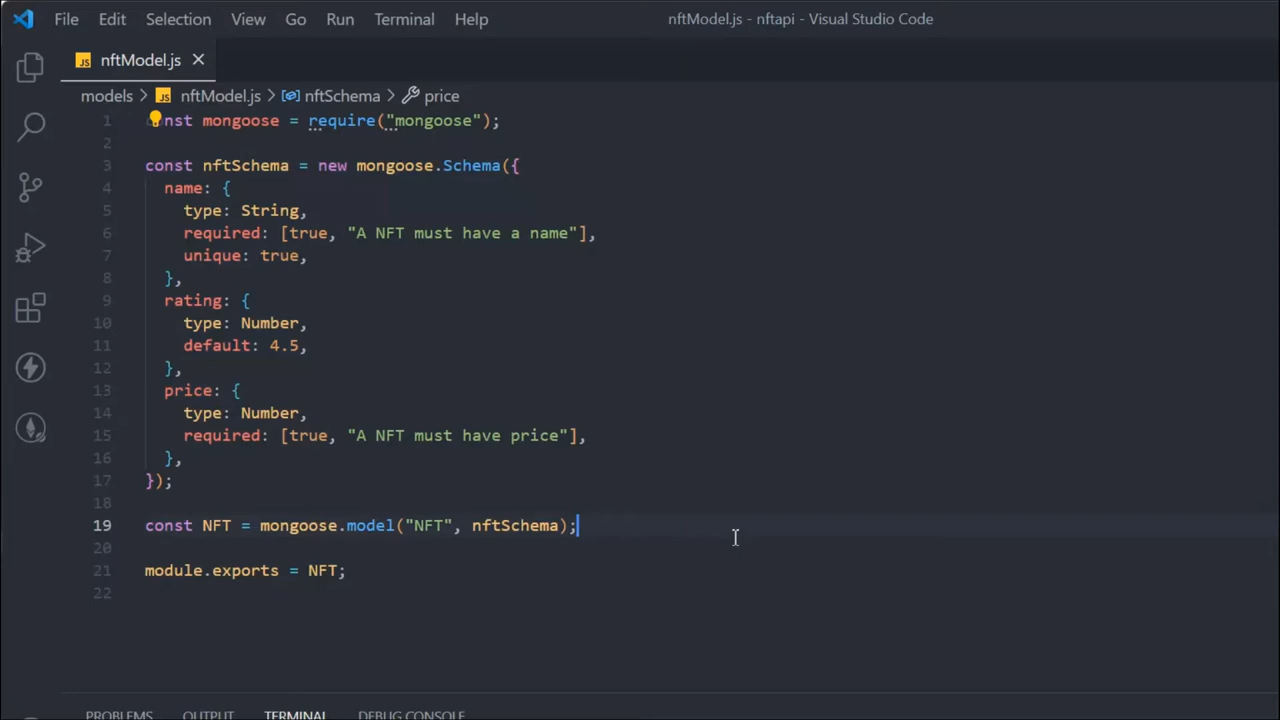 File Edit Selection View Go Run Terminal Help nftModel.js - nftapi - Visual Studio Code
JS nftModel.js
models > JS nftModel.js > nftSchema > price
1 nst mongoose = require("mongoose");
2
3 const nftSchema = new mongoose.Schema({
4 name: {
5 type: String,
6 required: [true, "A NFT must have a name"],
7 unique: true,
8 },
9 rating: {
10 type: Number,
11 default: 4.5,
12 },
13 price: {
14 type: Number,
15 required: [true, "A NFT must have price"],
16 },
17 });
18
19 const NFT = mongoose.model("NFT", nftSchema);
20
21 module.exports = NFT;
22
PROBLEMS OUTPUT TERMINAL DEBUG CONSOLE